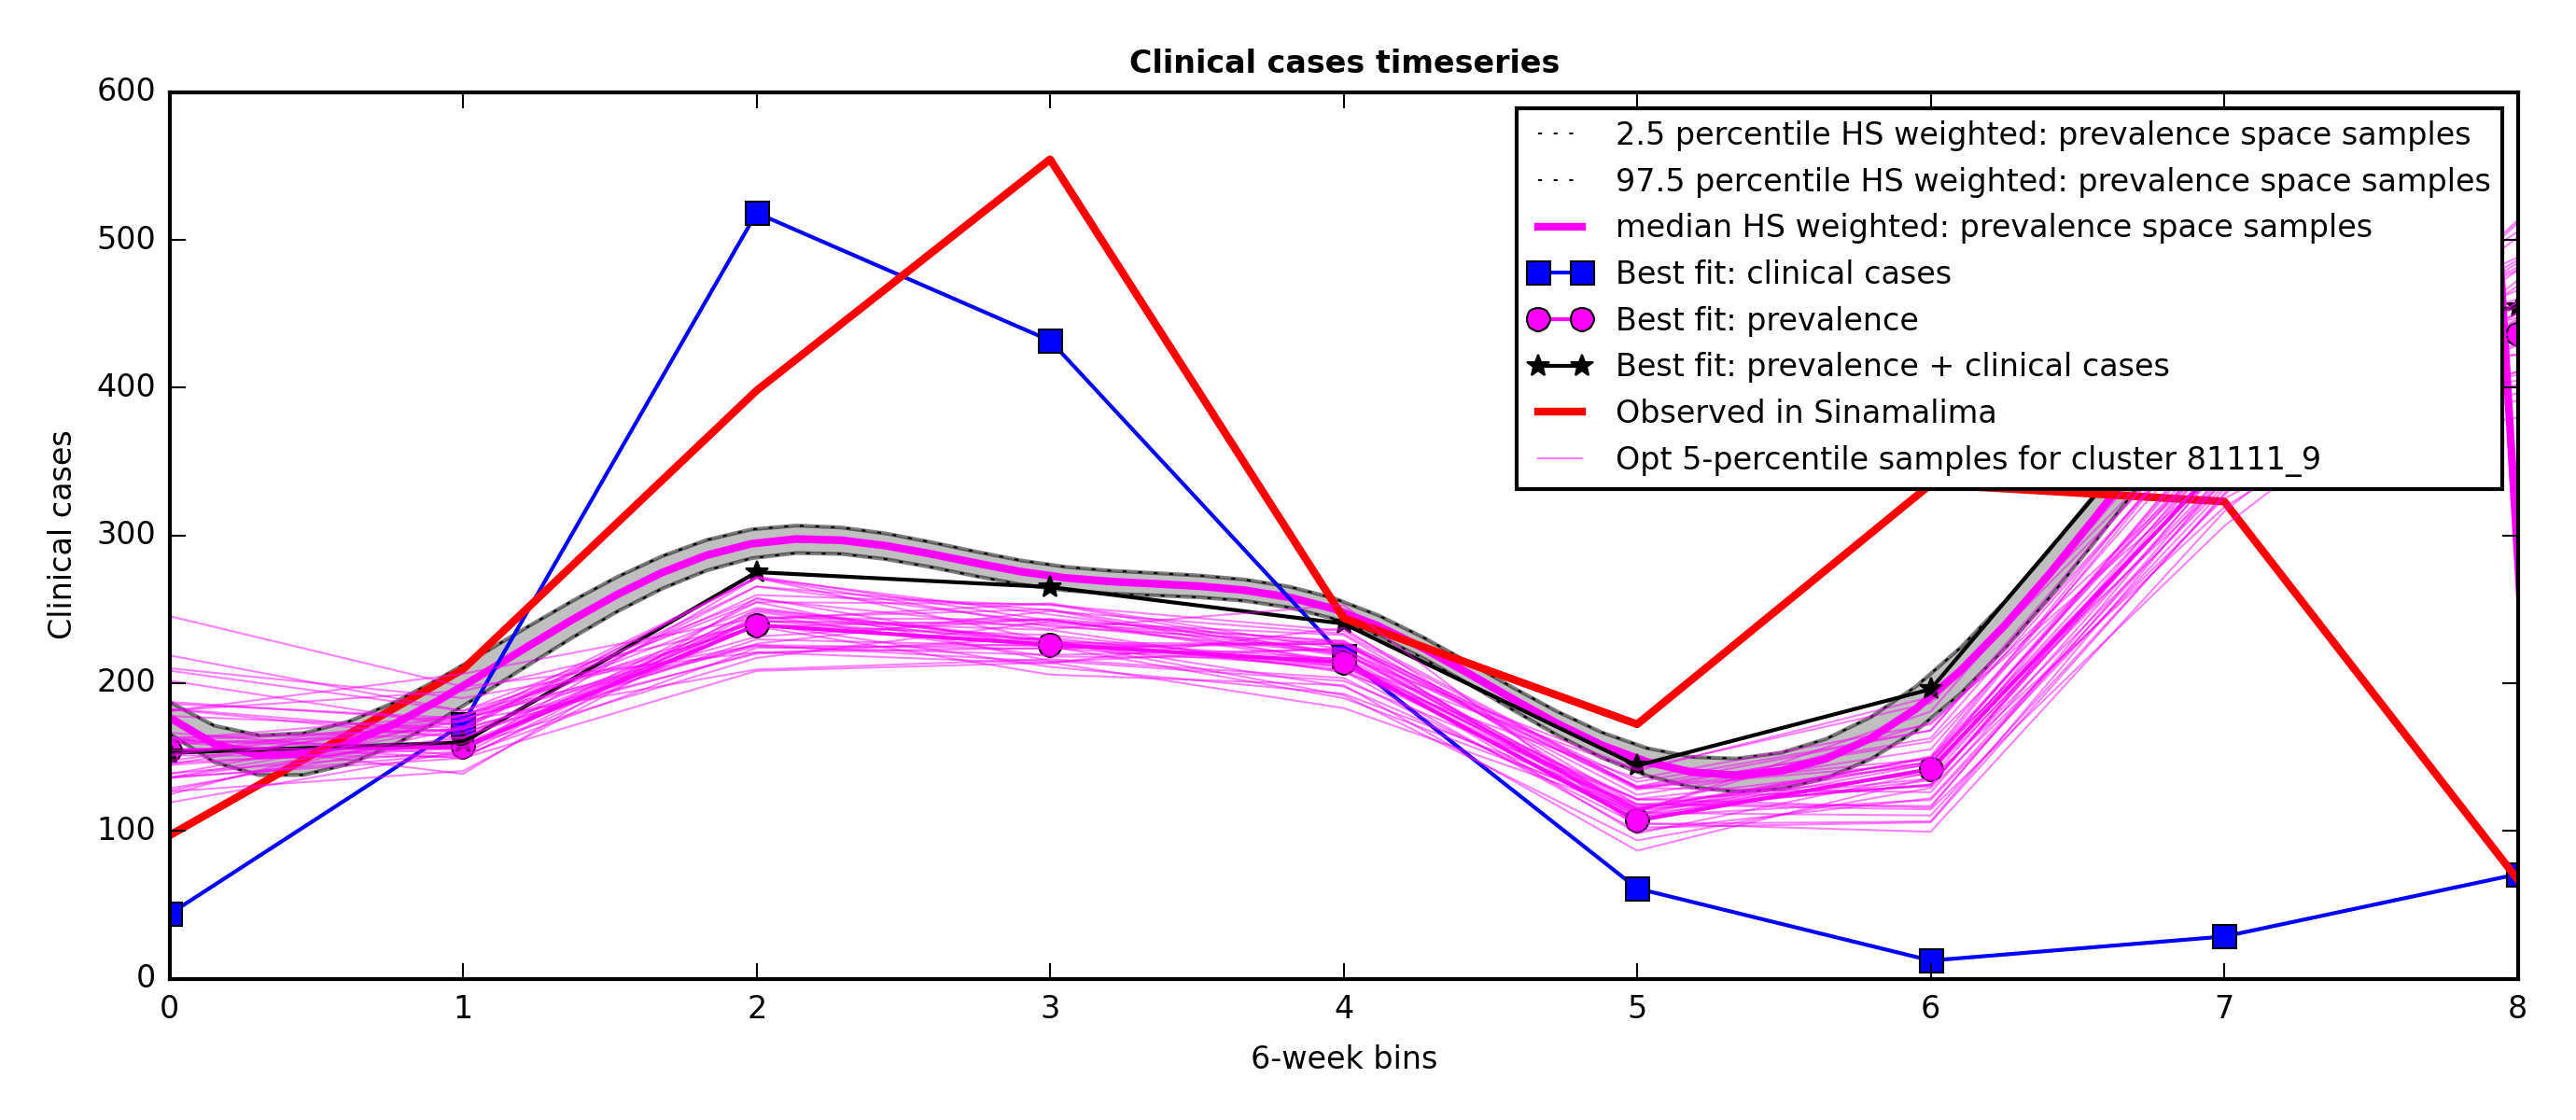 Clinical cases timeseries
600
500
400
300
200
100
0
Clinical cases
2.5 percentile HS weighted: prevalence space samples
97.5 percentile HS weighted: prevalence space samples
median HS weighted: prevalence space samples
Best fit: clinical cases
Best fit: prevalence
Best fit: prevalence + clinical cases
Observed in Sinamalima
Opt 5-percentile samples for cluster 81111_9
0 1 2 3 4 5 6 7 8
6-week bins